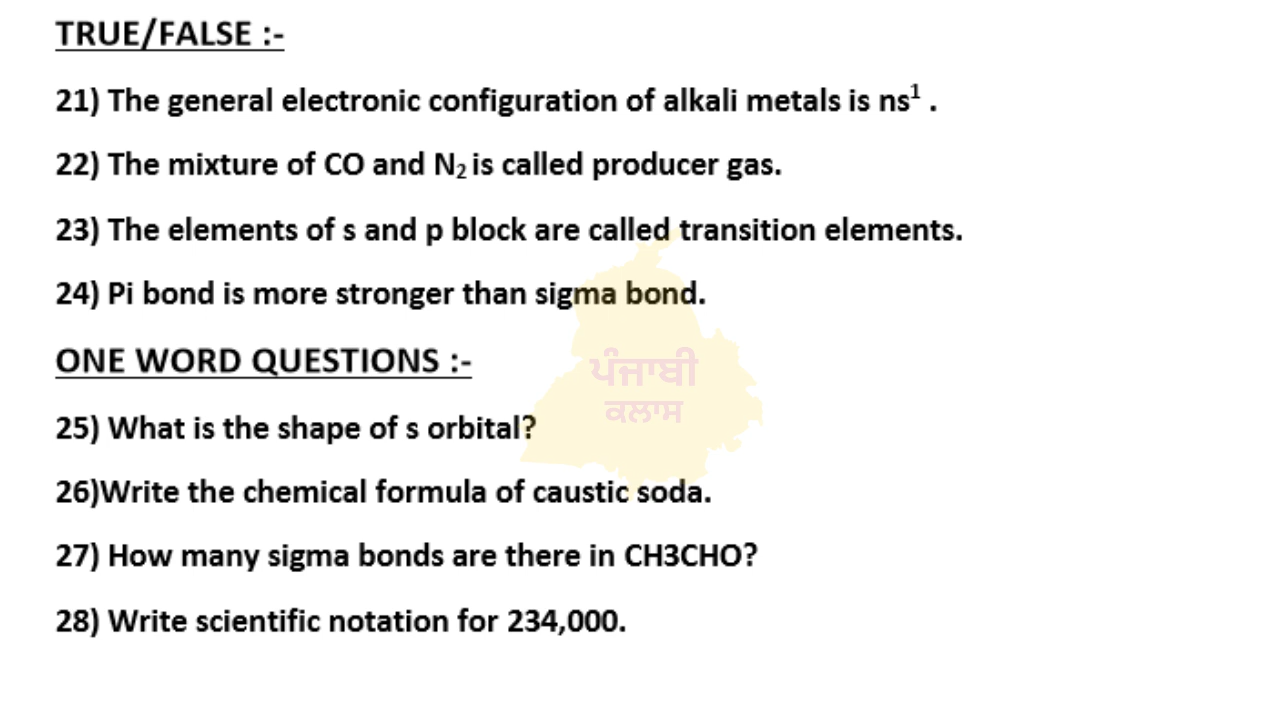 TRUE/FALSE :-
21) The general electronic configuration of alkali metals is ns¹ .
22) The mixture of CO and N₂ is called producer gas.
23) The elements of s and p block are called transition elements.
24) Pi bond is more stronger than sigma bond.
ONE WORD QUESTIONS :-
ਪੰਜਾਬੀ
ਕਲਾਸ
25) What is the shape of s orbital?
26)Write the chemical formula of caustic soda.
27) How many sigma bonds are there in CH3CHO?
28) Write scientific notation for 234,000.